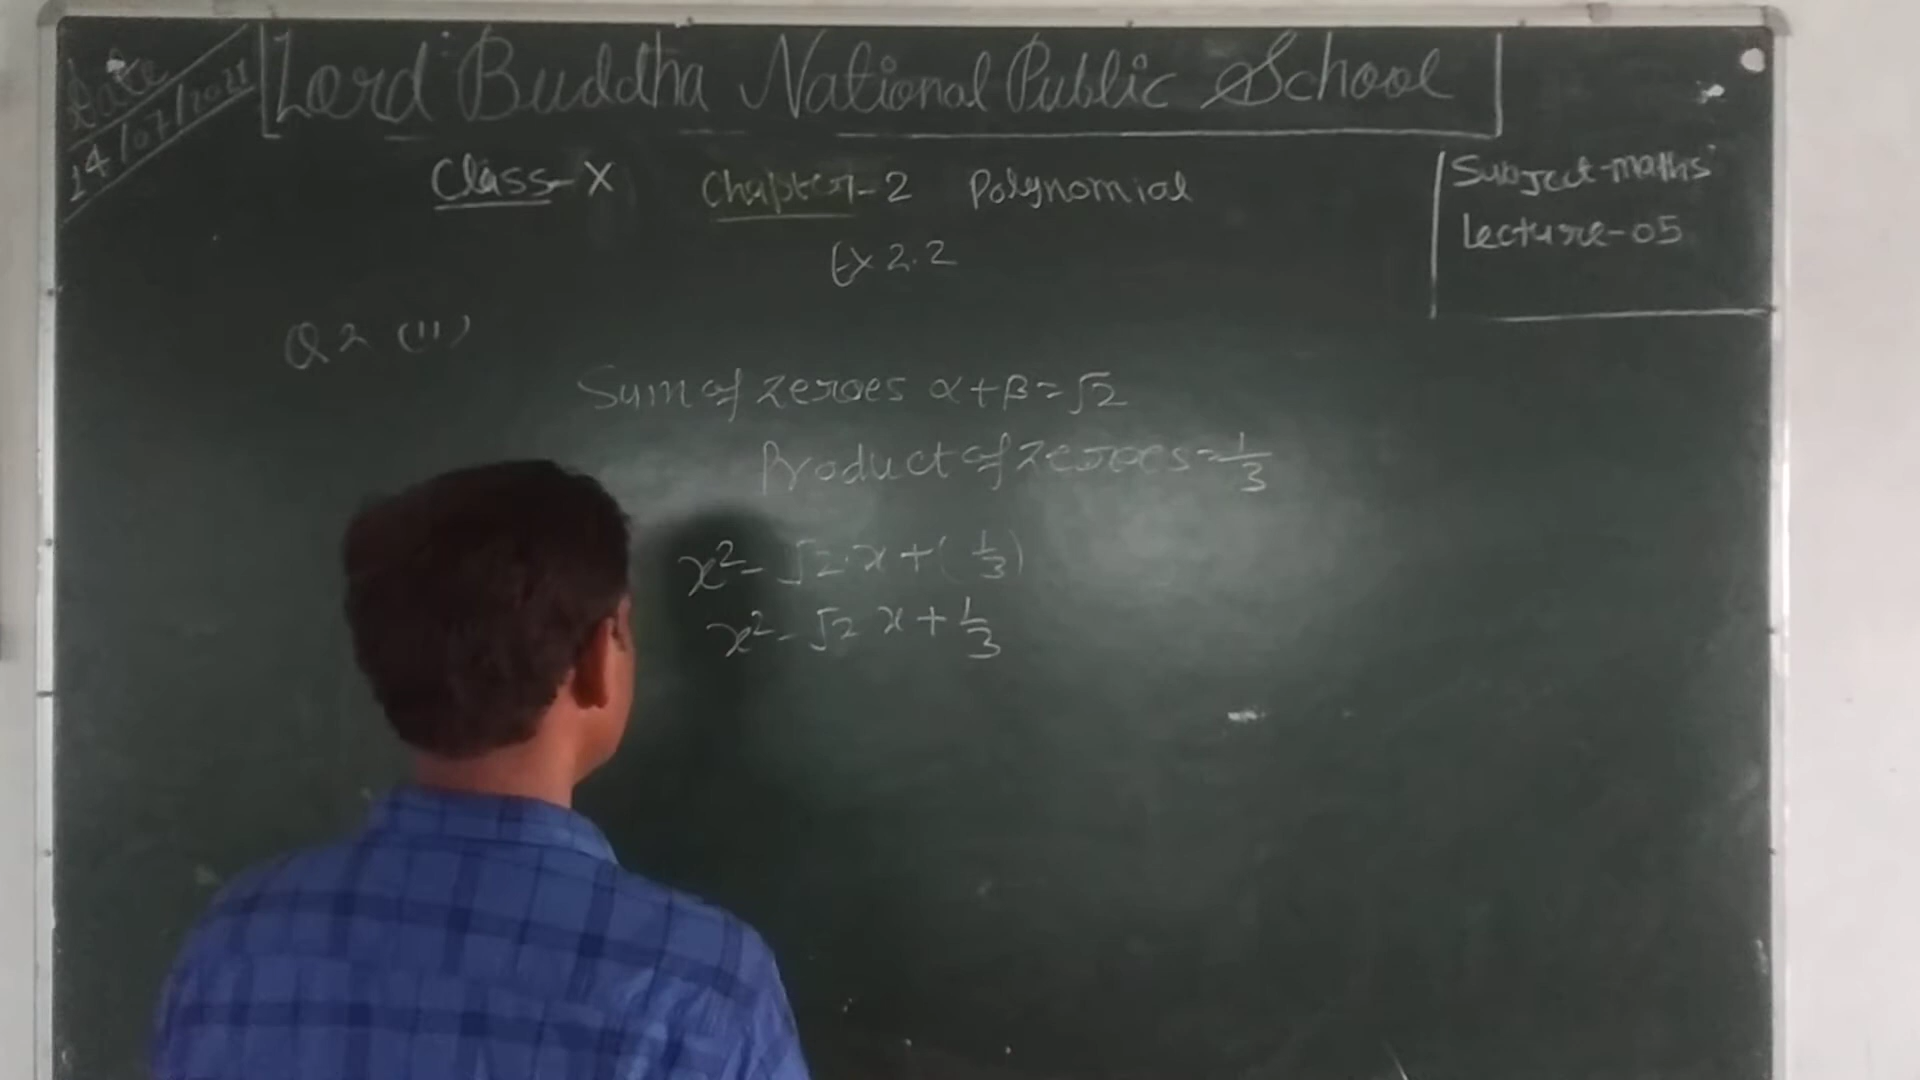 Date
14/07/2021
Lord Buddha National Public School
Class-X Chapter-2 Polynomial
Subject-maths
Lecture-05
Ex 2.2
Q2 (11)
Sum of zeroes α+β=√2
Product of zeroes=1/3
x²-√2.x+(1/3)
x²-√2 x+1/3